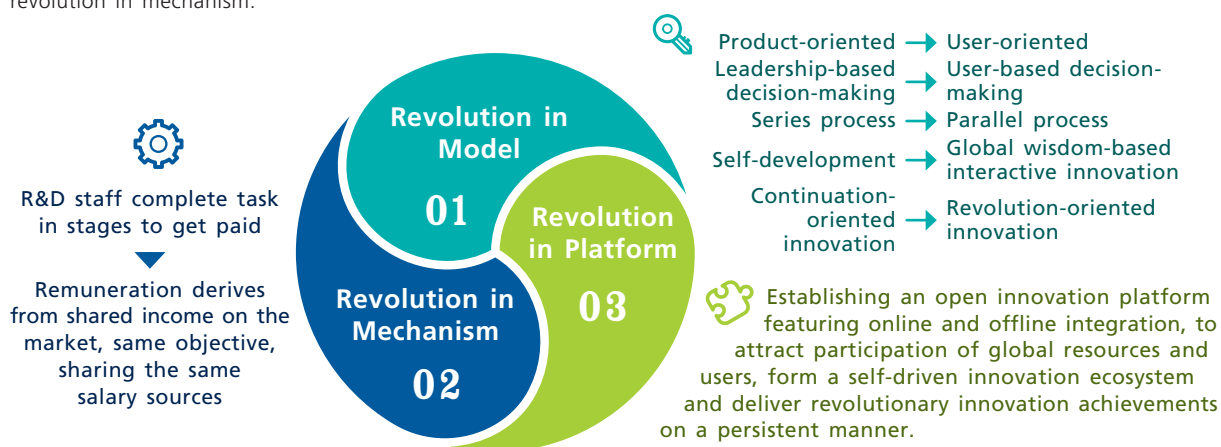 revolution in mechanism.
Revolution in
Model
01
Revolution in
Mechanism
02
Revolution
in Platform
03
R&D staff complete task
in stages to get paid
Remuneration derives
from shared income on the
market, same objective,
sharing the same
salary sources
Product-oriented → User-oriented
Leadership-based
decision-making → User-based decision-
making
Series process → Parallel process
Self-development → Global wisdom-based
interactive innovation
Continuation-
oriented
innovation → Revolution-oriented
innovation
Establishing an open innovation platform
featuring online and offline integration, to
attract participation of global resources and
users, form a self-driven innovation ecosystem
and deliver revolutionary innovation achievements
on a persistent manner.